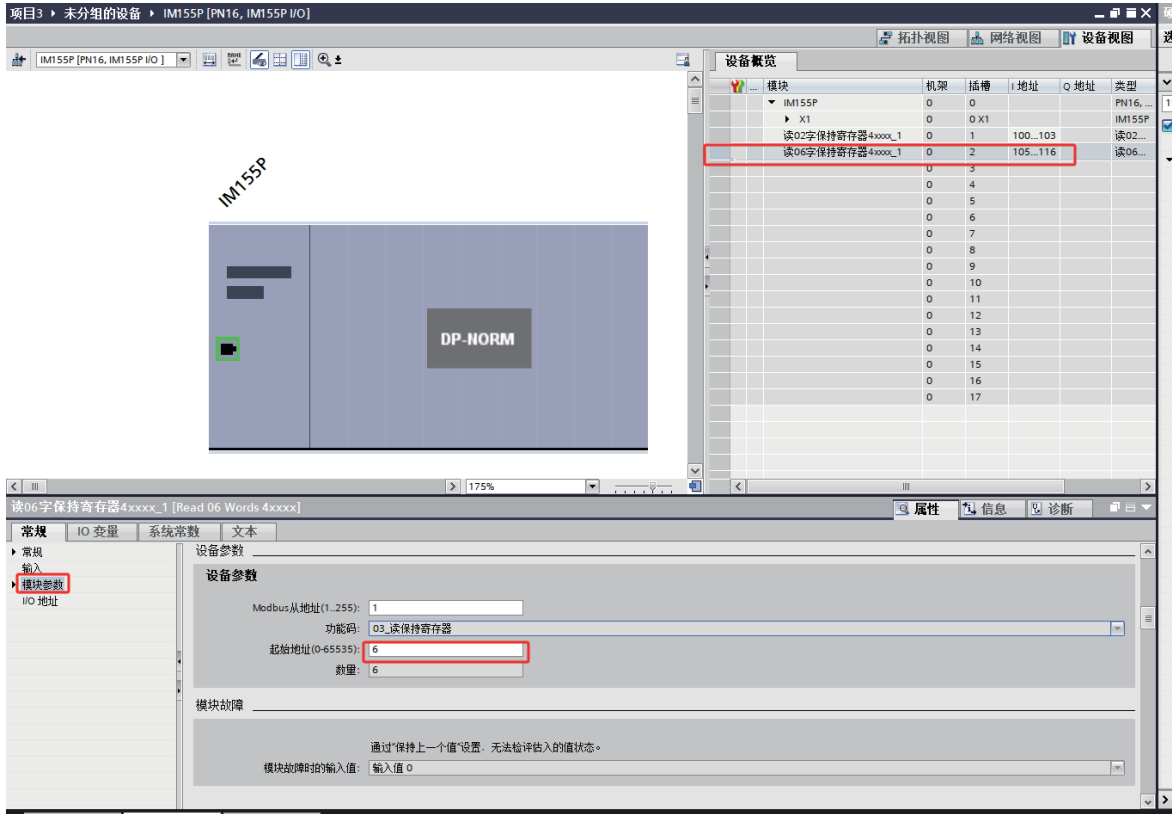 项目3 ▸ 未分组的设备 ▸ IM155P [PN16, IM155P I/O]
拓扑视图 网络视图 设备视图
IM155P [PN16, IM155P I/O ]
设备概览
... 模块 机架 插槽 I 地址 Q 地址 类型
IM155P 0 0 PN16, ...
X1 0 0 X1 IM155P
读02字保持寄存器4xxxx_1 0 1 100...103 读02...
读06字保持寄存器4xxxx_1 0 2 105...116 读06...
0 3
0 4
0 5
0 6
0 7
0 8
0 9
0 10
0 11
0 12
0 13
0 14
0 15
0 16
0 17
IM155P
DP-NORM
175%
读06字保持寄存器4xxxx_1 [Read 06 Words 4xxxx]
属性 信息 诊断
常规 IO 变量 系统常数 文本
常规
输入
模块参数
I/O 地址
设备参数
设备参数
Modbus从地址(1..255): 1
功能码: 03_读保持寄存器
起始地址(0-65535): 6
数量: 6
模块故障
通过"保持上一个值"设置，无法检评估入的值状态。
模块故障时的输入值: 输入值 0